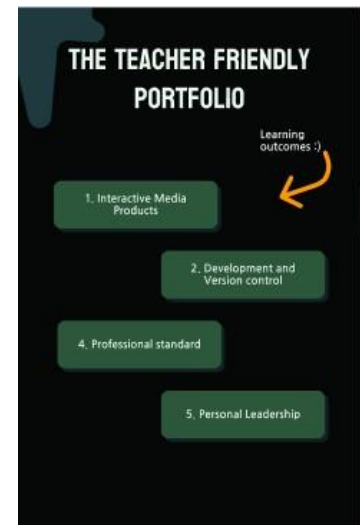 THE TEACHER FRIENDLY
PORTFOLIO
Learning
outcomes :)
1. Interactive Media
Products
2. Development and
Version control
4. Professional standard
5. Personal Leadership